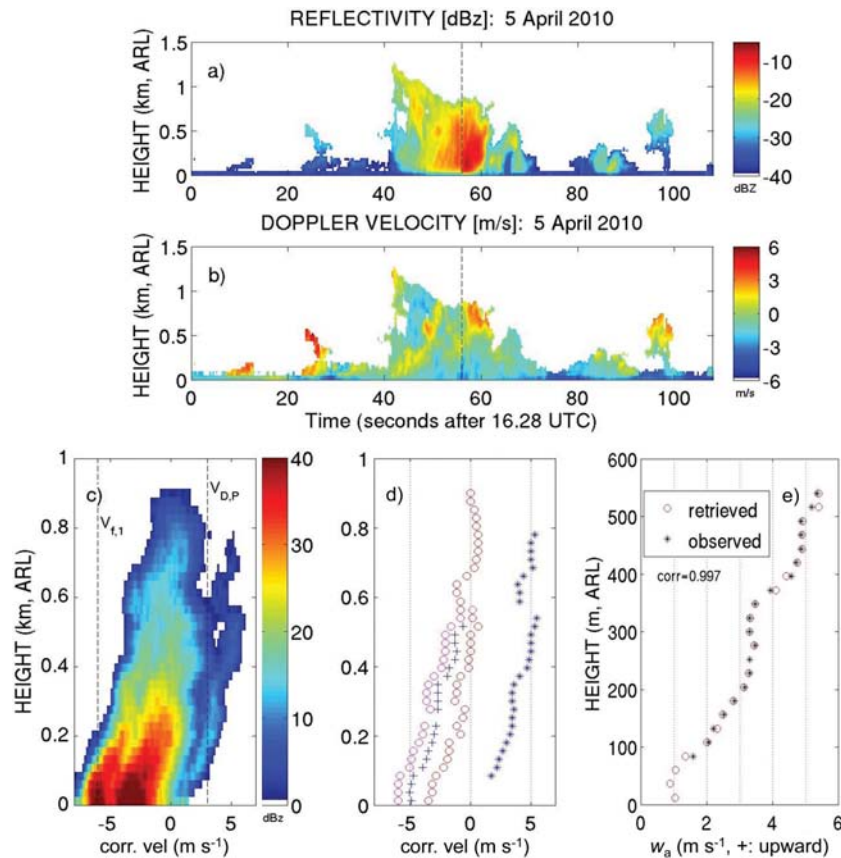 REFLECTIVITY [dBz]: 5 April 2010
a)
HEIGHT (km, ARL)
1.5
1
0.5
0
0 20 40 60 80 100
-10
-20
-30
-40
dBZ
DOPPLER VELOCITY [m/s]: 5 April 2010
b)
HEIGHT (km, ARL)
1.5
1
0.5
0
0 20 40 60 80 100
Time (seconds after 16.28 UTC)
6
3
0
-3
-6
m/s
c)
V_f,1
V_D,P
HEIGHT (km, ARL)
1
0.8
0.6
0.4
0.2
0
-5 0 5
corr. vel (m s⁻¹)
40
30
20
10
0
dBz
d)
1
0.8
0.6
0.4
0.2
0
-5 0 5
corr. vel (m s⁻¹)
e)
retrieved
observed
corr=0.997
HEIGHT (m, ARL)
600
500
400
300
200
100
0
0 2 4 6
w_a (m s⁻¹, +: upward)